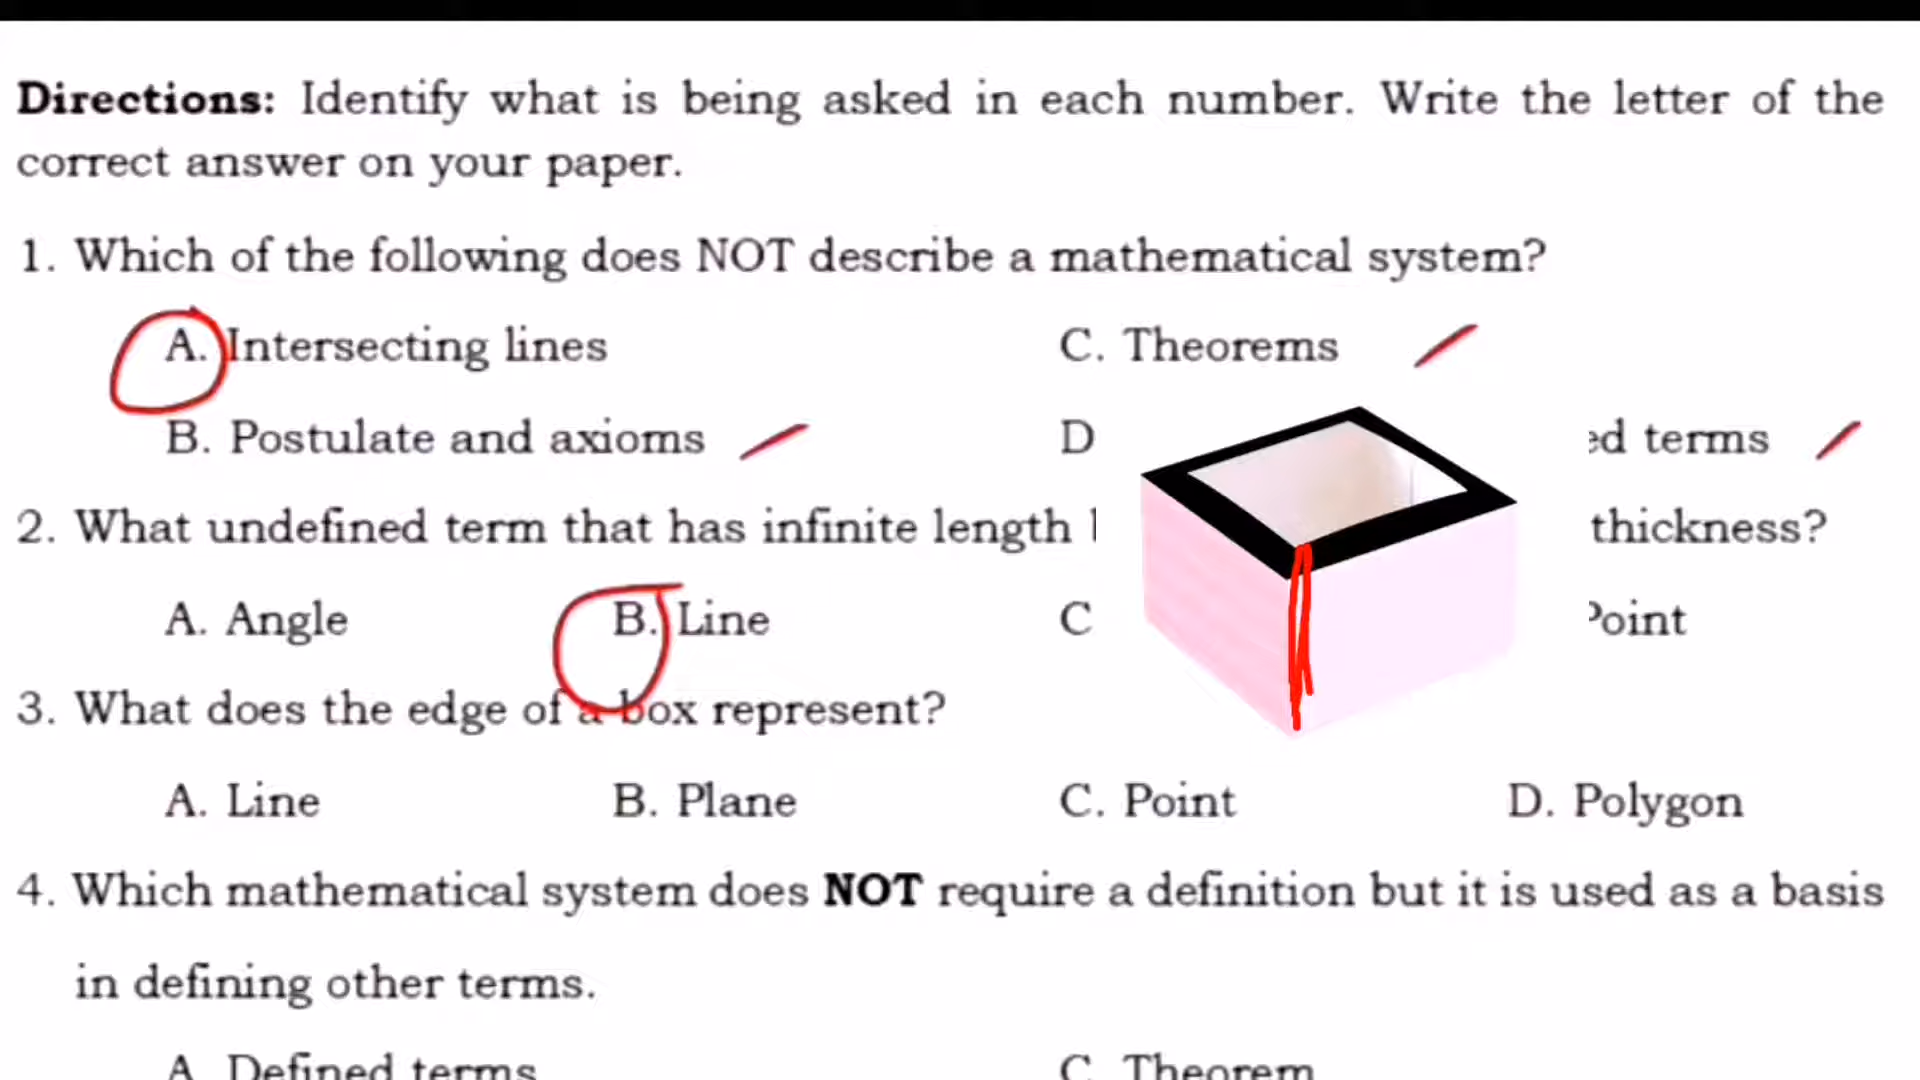 Directions: Identify what is being asked in each number. Write the letter of the
correct answer on your paper.
1. Which of the following does NOT describe a mathematical system?
A. Intersecting lines C. Theorems
B. Postulate and axioms D ed terms
2. What undefined term that has infinite length thickness?
A. Angle B. Line C Point
3. What does the edge of a box represent?
A. Line B. Plane C. Point D. Polygon
4. Which mathematical system does NOT require a definition but it is used as a basis
in defining other terms.
A. Defined terms C. Theorem